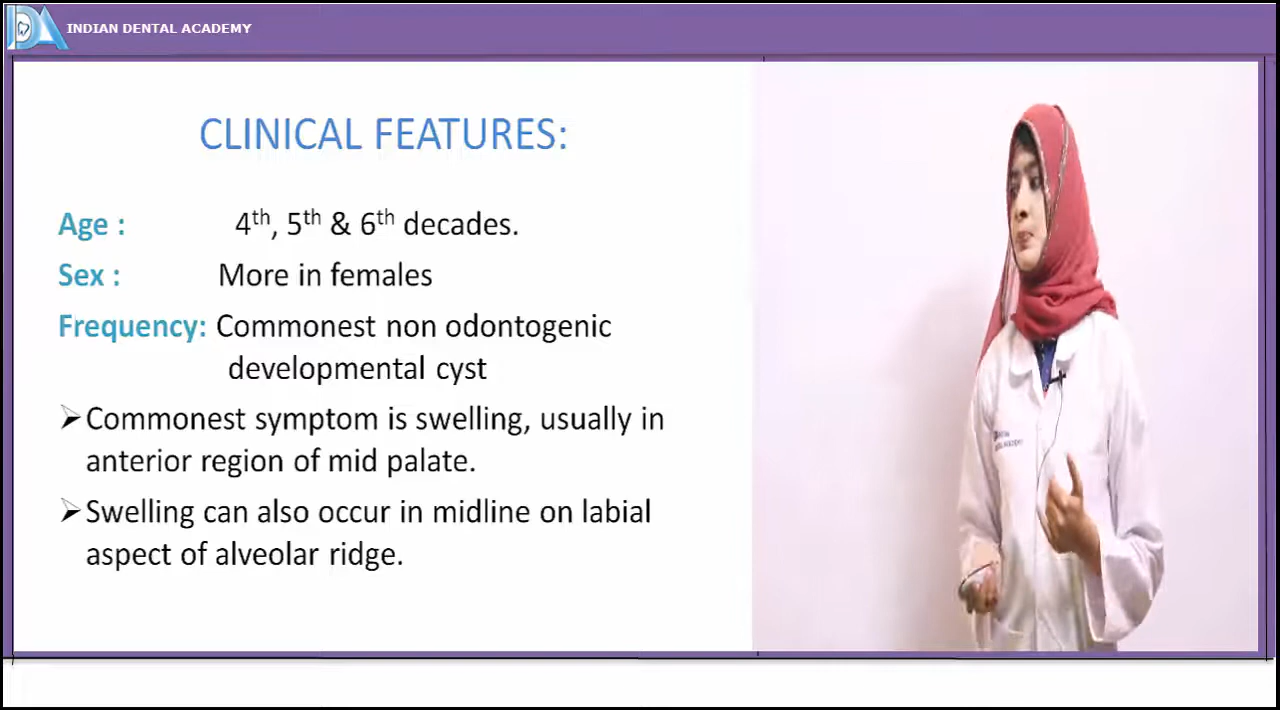 INDIAN DENTAL ACADEMY
CLINICAL FEATURES:
Age : 4th, 5th & 6th decades.
Sex : More in females
Frequency: Commonest non odontogenic
developmental cyst
➢Commonest symptom is swelling, usually in
anterior region of mid palate.
➢Swelling can also occur in midline on labial
aspect of alveolar ridge.
ACADEMY